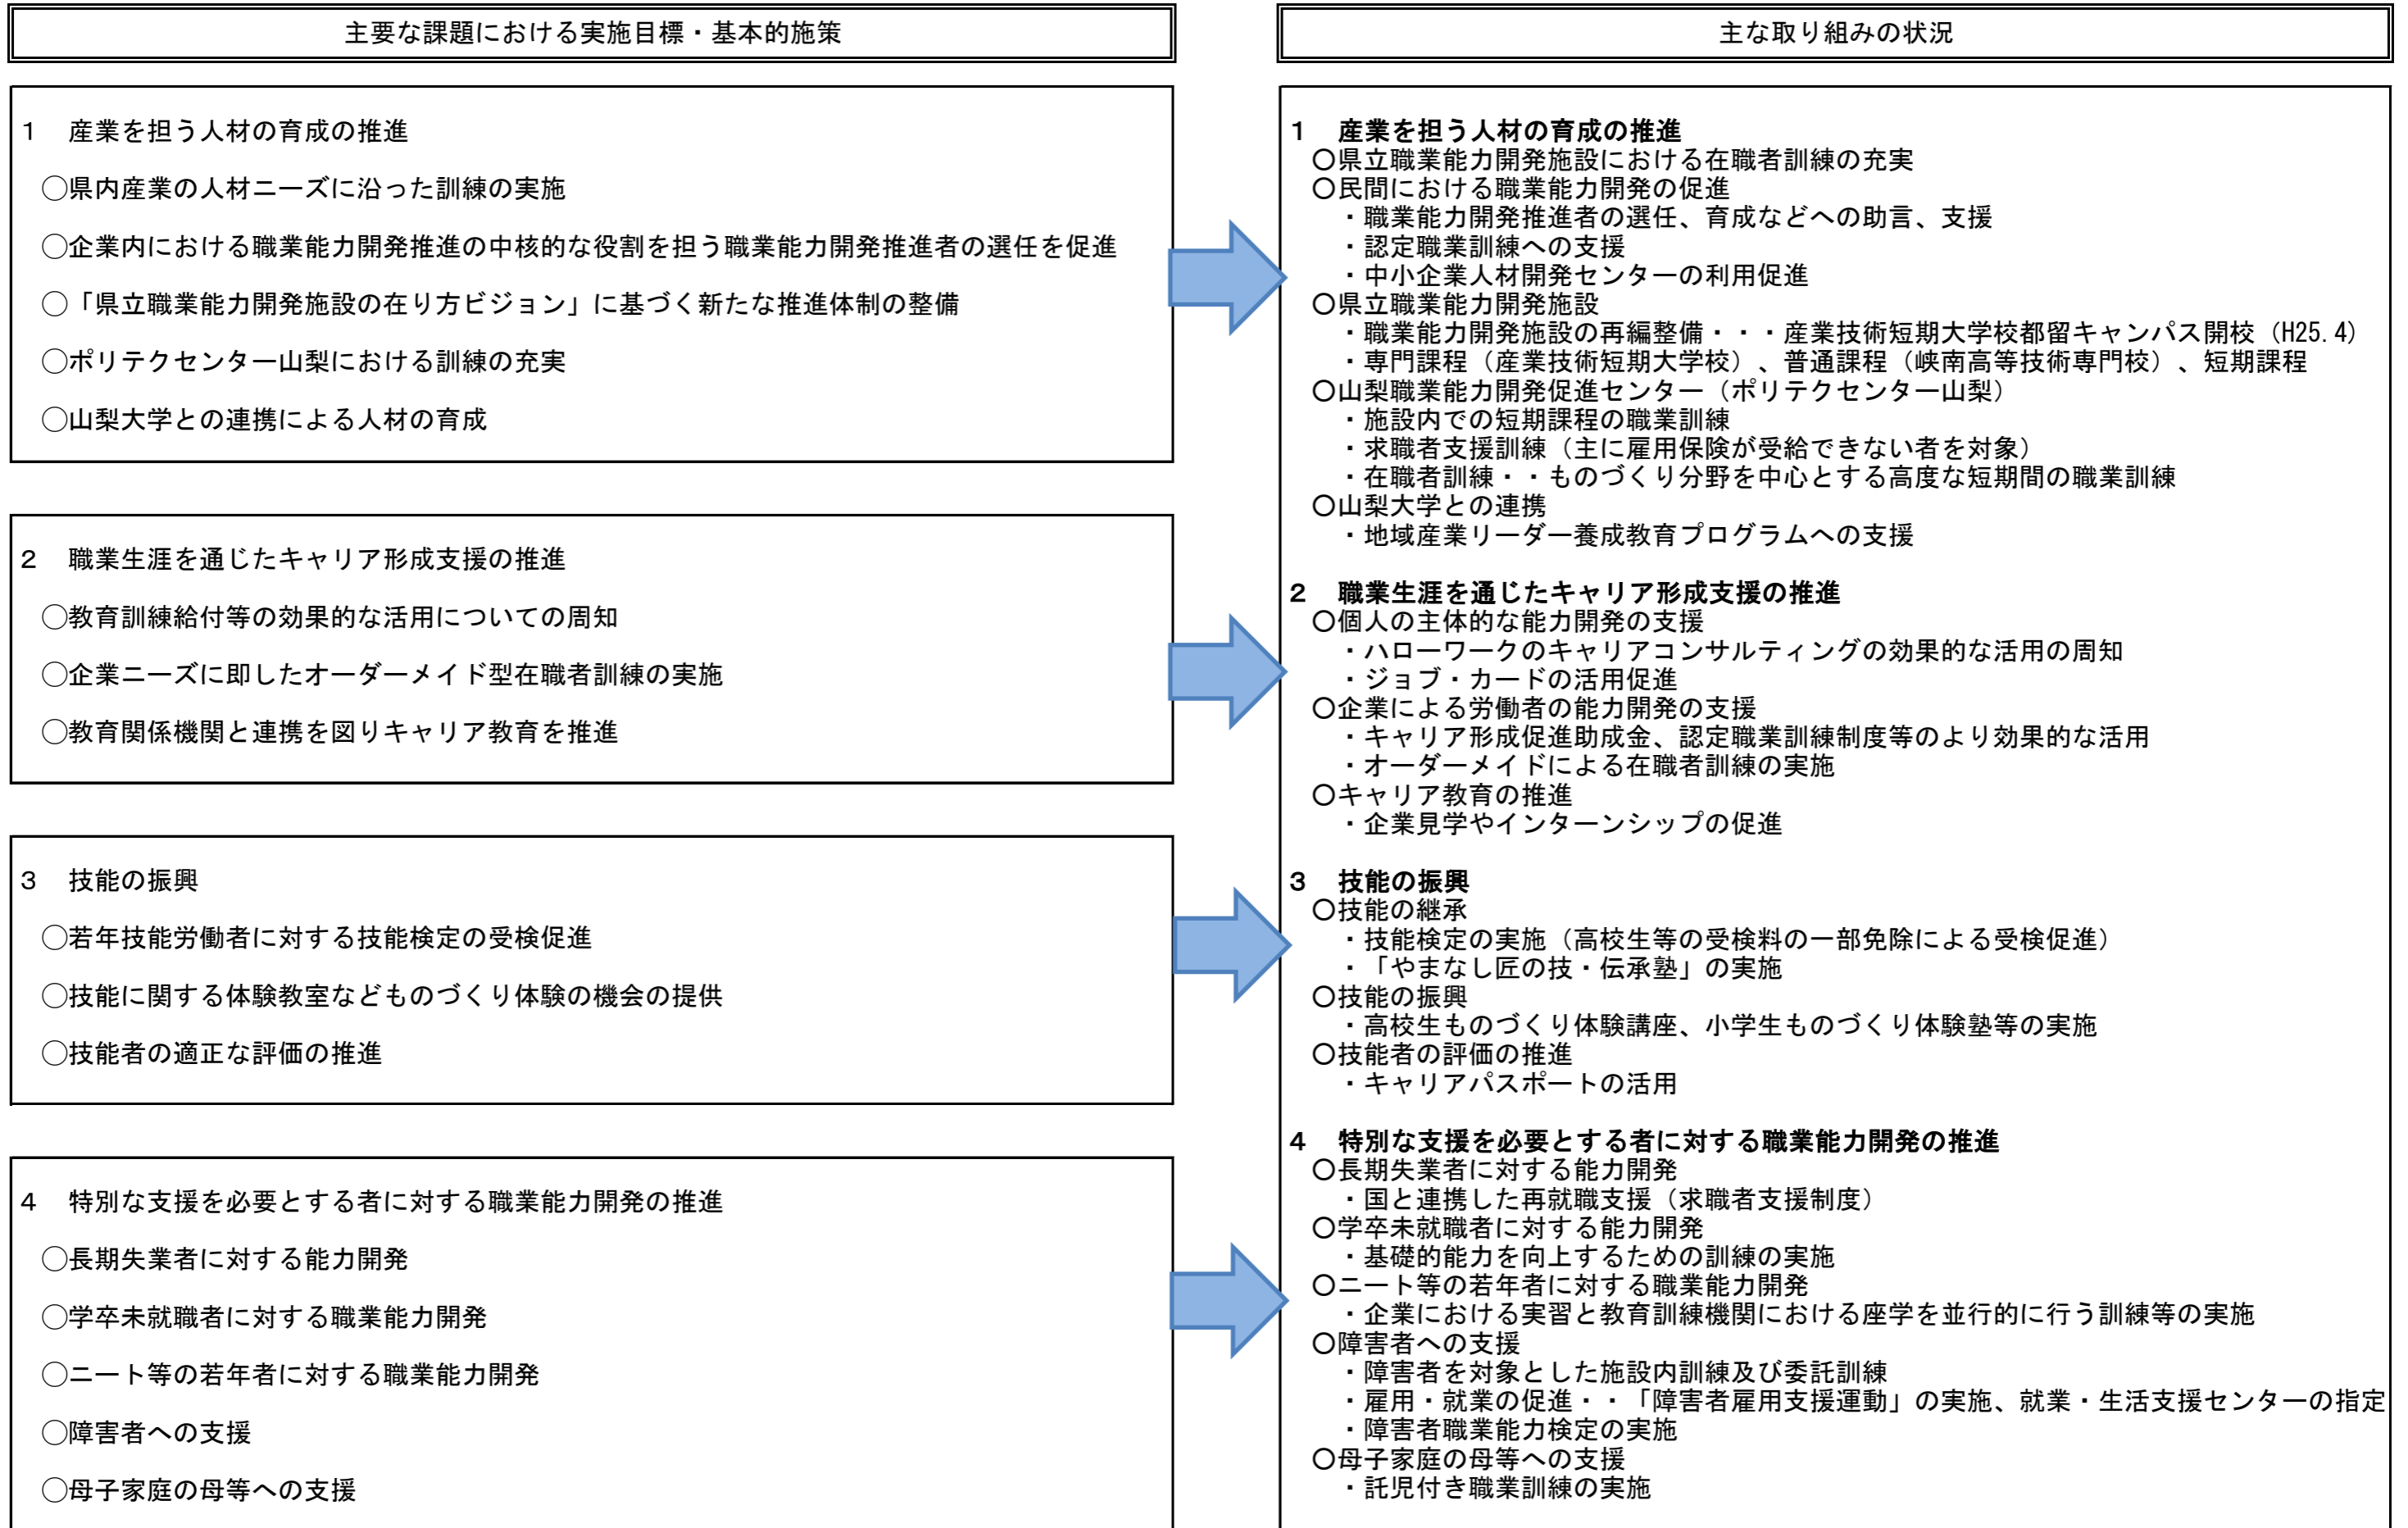 主要な課題における実施目標・基本的施策
１　産業を担う人材の育成の推進
○県内産業の人材ニーズに沿った訓練の実施
○企業内における職業能力開発推進の中核的な役割を担う職業能力開発推進者の選任を促進
○「県立職業能力開発施設の在り方ビジョン」に基づく新たな推進体制の整備
○ポリテクセンター山梨における訓練の充実
○山梨大学との連携による人材の育成
２　職業生涯を通じたキャリア形成支援の推進
○教育訓練給付等の効果的な活用についての周知
○企業ニーズに即したオーダーメイド型在職者訓練の実施
○教育関係機関と連携を図りキャリア教育を推進
３　技能の振興
○若年技能労働者に対する技能検定の受検促進
○技能に関する体験教室などものづくり体験の機会の提供
○技能者の適正な評価の推進
４　特別な支援を必要とする者に対する職業能力開発の推進
○長期失業者に対する能力開発
○学卒未就職者に対する職業能力開発
○ニート等の若年者に対する職業能力開発
○障害者への支援
○母子家庭の母等への支援
主な取り組みの状況
１　産業を担う人材の育成の推進
○県立職業能力開発施設における在職者訓練の充実
○民間における職業能力開発の促進
・職業能力開発推進者の選任、育成などへの助言、支援
・認定職業訓練への支援
・中小企業人材開発センターの利用促進
○県立職業能力開発施設
・職業能力開発施設の再編整備・・・産業技術短期大学校都留キャンパス開校（H25.4）
・専門課程（産業技術短期大学校）、普通課程（峡南高等技術専門校）、短期課程
○山梨職業能力開発促進センター（ポリテクセンター山梨）
・施設内での短期課程の職業訓練
・求職者支援訓練（主に雇用保険が受給できない者を対象）
・在職者訓練・・ものづくり分野を中心とする高度な短期間の職業訓練
○山梨大学との連携
・地域産業リーダー養成教育プログラムへの支援
２　職業生涯を通じたキャリア形成支援の推進
○個人の主体的な能力開発の支援
・ハローワークのキャリアコンサルティングの効果的な活用の周知
・ジョブ・カードの活用促進
○企業による労働者の能力開発の支援
・キャリア形成促進助成金、認定職業訓練制度等のより効果的な活用
・オーダーメイドによる在職者訓練の実施
○キャリア教育の推進
・企業見学やインターンシップの促進
３　技能の振興
○技能の継承
・技能検定の実施（高校生等の受検料の一部免除による受検促進）
・「やまなし匠の技・伝承塾」の実施
○技能の振興
・高校生ものづくり体験講座、小学生ものづくり体験塾等の実施
○技能者の評価の推進
・キャリアパスポートの活用
４　特別な支援を必要とする者に対する職業能力開発の推進
○長期失業者に対する能力開発
・国と連携した再就職支援（求職者支援制度）
○学卒未就職者に対する能力開発
・基礎的能力を向上するための訓練の実施
○ニート等の若年者に対する職業能力開発
・企業における実習と教育訓練機関における座学を並行的に行う訓練等の実施
○障害者への支援
・障害者を対象とした施設内訓練及び委託訓練
・雇用・就業の促進・・「障害者雇用支援運動」の実施、就業・生活支援センターの指定
・障害者職業能力検定の実施
○母子家庭の母等への支援
・託児付き職業訓練の実施